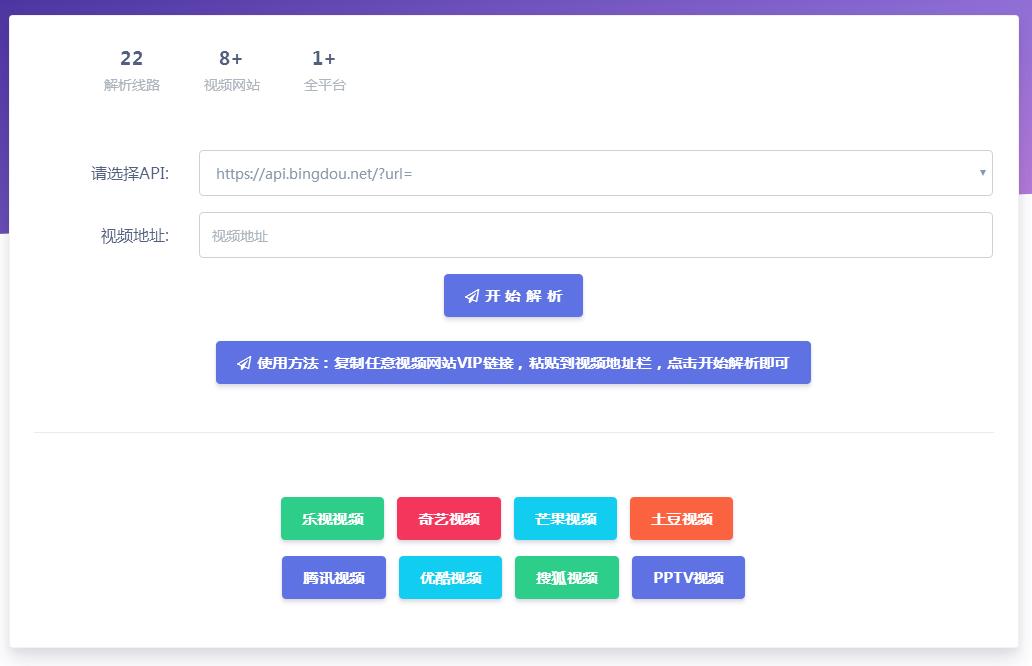 22 8+ 1+
解析线路 视频网站 全平台
请选择API: https://api.bingdou.net/?url=
视频地址: 视频地址
开 始 解 析
使用方法：复制任意视频网站VIP链接，粘贴到视频地址栏，点击开始解析即可
乐视视频 奇艺视频 芒果视频 土豆视频
腾讯视频 优酷视频 搜狐视频 PPTV视频